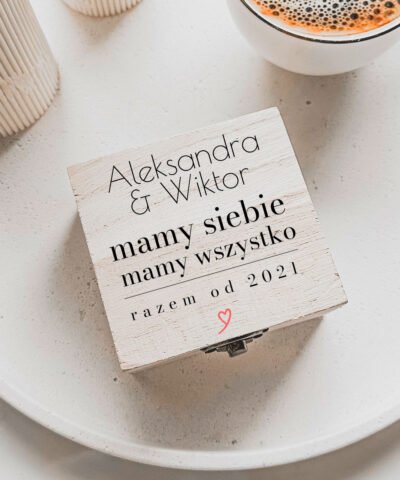 Aleksandra
& Wiktor
mamy siebie
mamy wszystko
razem od 2021